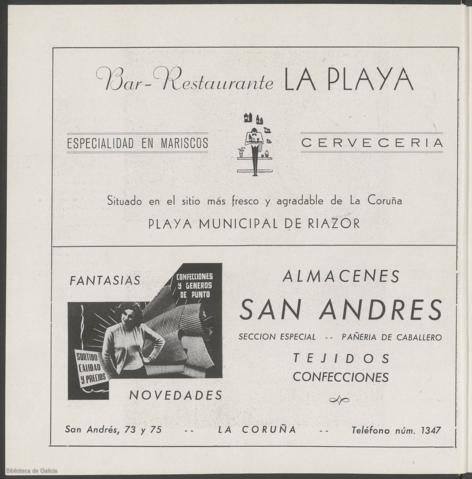 Bar-Restaurante LA PLAYA
ESPECIALIDAD EN MARISCOS
CERVECERIA
Situado en el sitio más fresco y agradable de La Coruña
PLAYA MUNICIPAL DE RIAZOR
FANTASIAS
CONFECCIONES
Y GENEROS
DE PUNTO
SURTIDO
CALIDAD
Y PRECIOS
NOVEDADES
ALMACENES
SAN ANDRES
SECCION ESPECIAL -- PAÑERIA DE CABALLERO
TEJIDOS
CONFECCIONES
San Andrés, 73 y 75 -- LA CORUÑA -- Teléfono núm. 1347
Biblioteca de Galicia